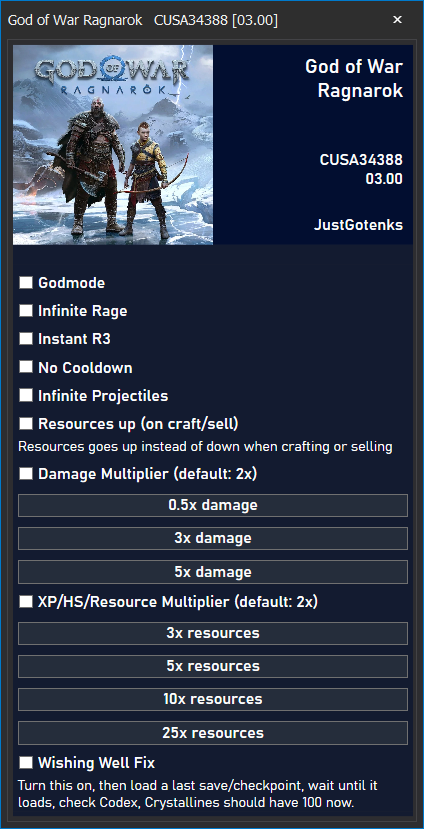 God of War Ragnarok CUSA34388 [03.00]
GOD OF WAR
RAGNARÖK
God of War
Ragnarok
CUSA34388
03.00
JustGotenks
Godmode
Infinite Rage
Instant R3
No Cooldown
Infinite Projectiles
Resources up (on craft/sell)
Resources goes up instead of down when crafting or selling
Damage Multiplier (default: 2x)
0.5x damage
3x damage
5x damage
XP/HS/Resource Multiplier (default: 2x)
3x resources
5x resources
10x resources
25x resources
Wishing Well Fix
Turn this on, then load a last save/checkpoint, wait until it
loads, check Codex, Crystallines should have 100 now.